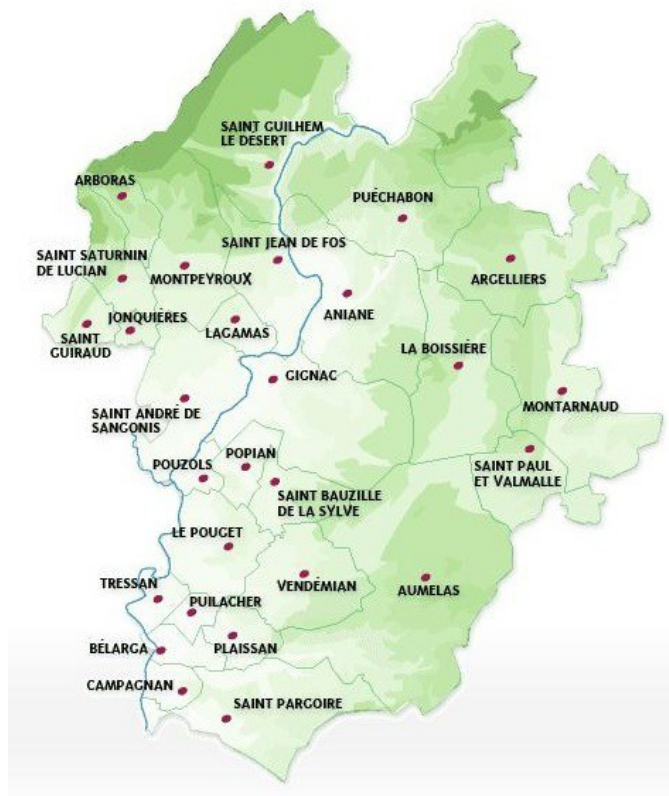 SAINT GUILHEM
LE DÉSERT
ARBORAS
PUÉCHABON
SAINT JEAN DE FOS
SAINT SATURNIN
DE LUCIAN
MONTPEYROUX
ARGELLIERS
ANIANE
JONQUIÈRES
LAGAMAS
SAINT
GUIRAUD
LA BOISSIÈRE
GIGNAC
MONTARNAUD
SAINT ANDRÉ DE
SANGONIS
POPIAN
POUZOLS
SAINT PAUL
ET VALMALLE
SAINT BAUZILLE
DE LA SYLVE
LE POUGET
TRESSAN
VENDÉMIAN
AUMELAS
PUILACHER
BÉLARGA
PLAISSAN
CAMPAGNAN
SAINT PARGOIRE